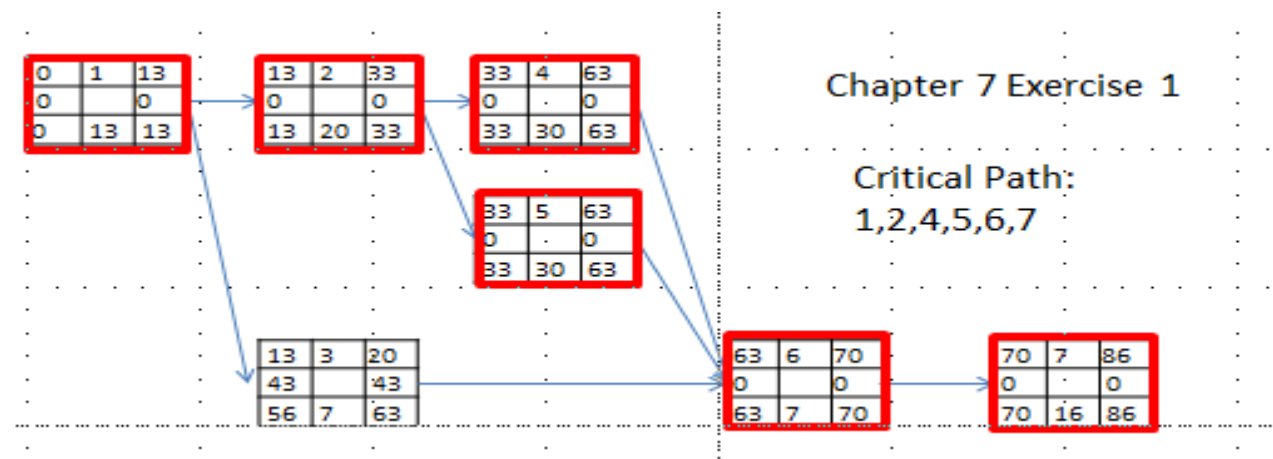 0 1 13 13 2 33 33 4 63
0 0 0 0 0 0
0 13 13 13 20 33 33 30 63
Chapter 7 Exercise 1
Critical Path:
1,2,4,5,6,7
33 5 63
0 0
33 30 63
13 3 20 63 6 70 70 7 86
43 43 0 0 0 0
56 7 63 63 7 70 70 16 86